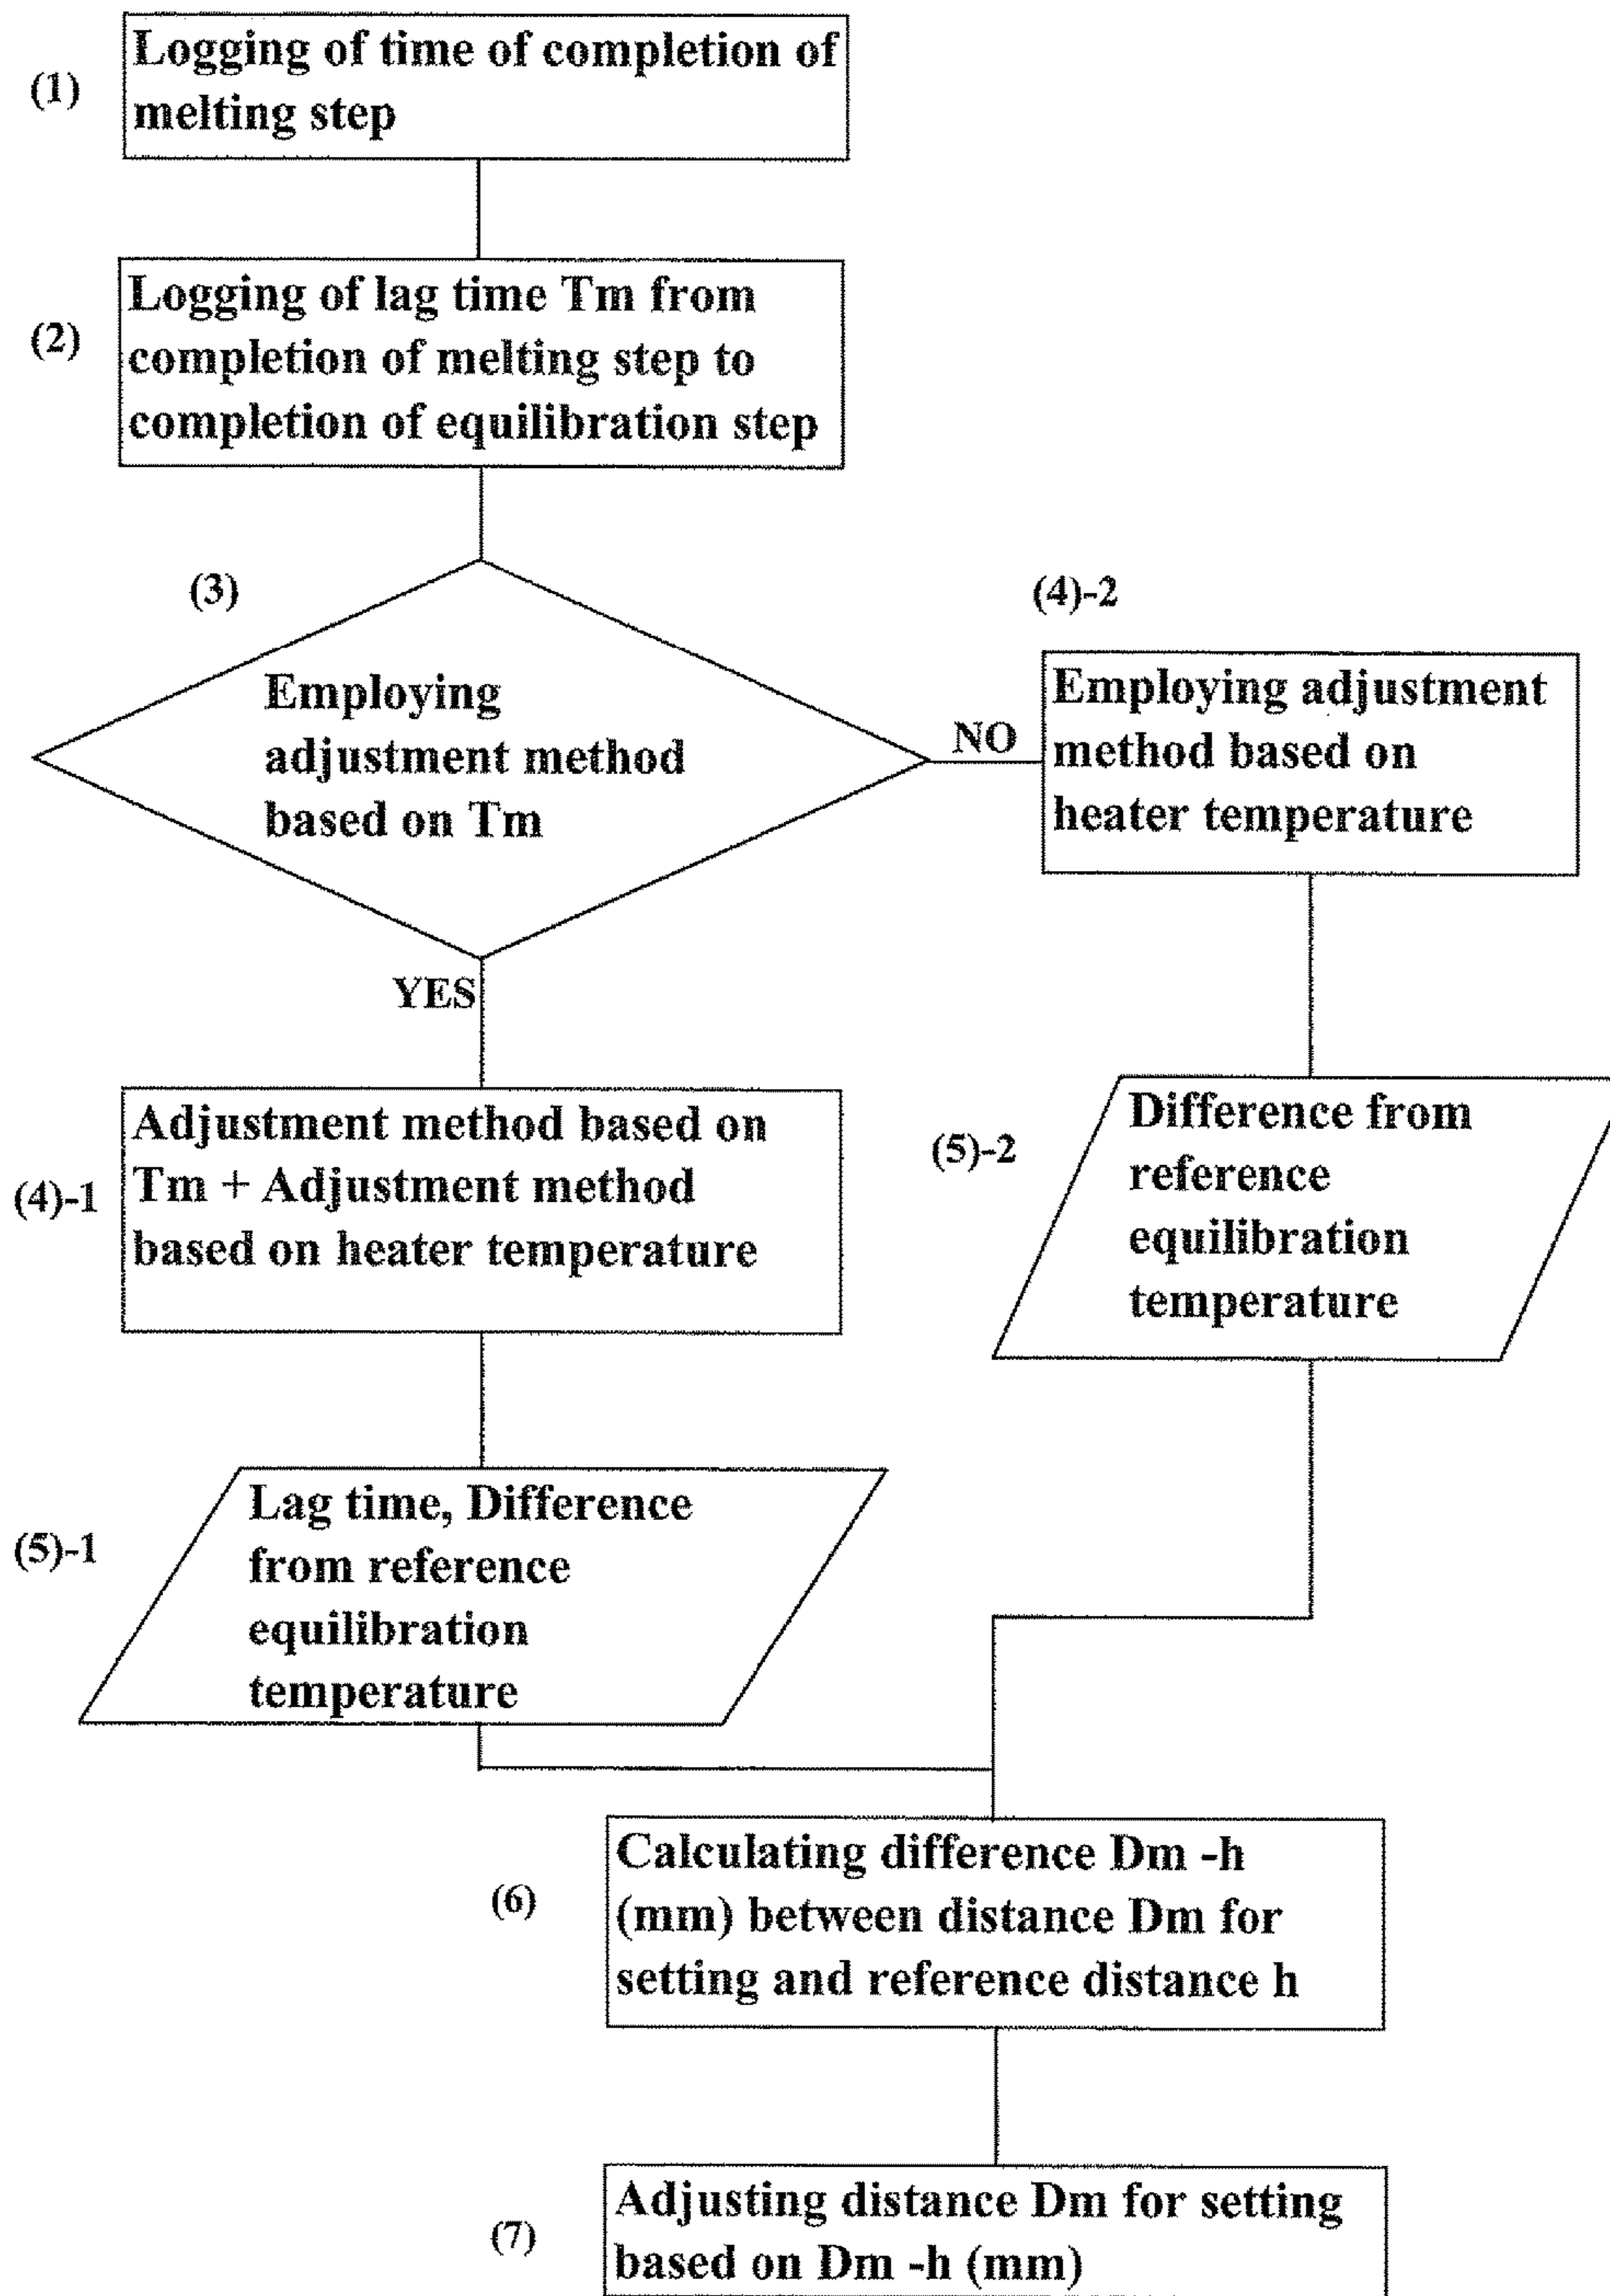 (1)
Logging of time of completion of
melting step
(2)
Logging of lag time Tm from
completion of melting step to
completion of equilibration step
(3)
Employing
adjustment method
based on Tm
NO
(4)-2
Employing adjustment
method based on
heater temperature
YES
(4)-1
Adjustment method based on
Tm + Adjustment method
based on heater temperature
(5)-2
Difference from
reference
equilibration
temperature
(5)-1
Lag time, Difference
from reference
equilibration
temperature
(6)
Calculating difference Dm -h
(mm) between distance Dm for
setting and reference distance h
(7)
Adjusting distance Dm for setting
based on Dm -h (mm)